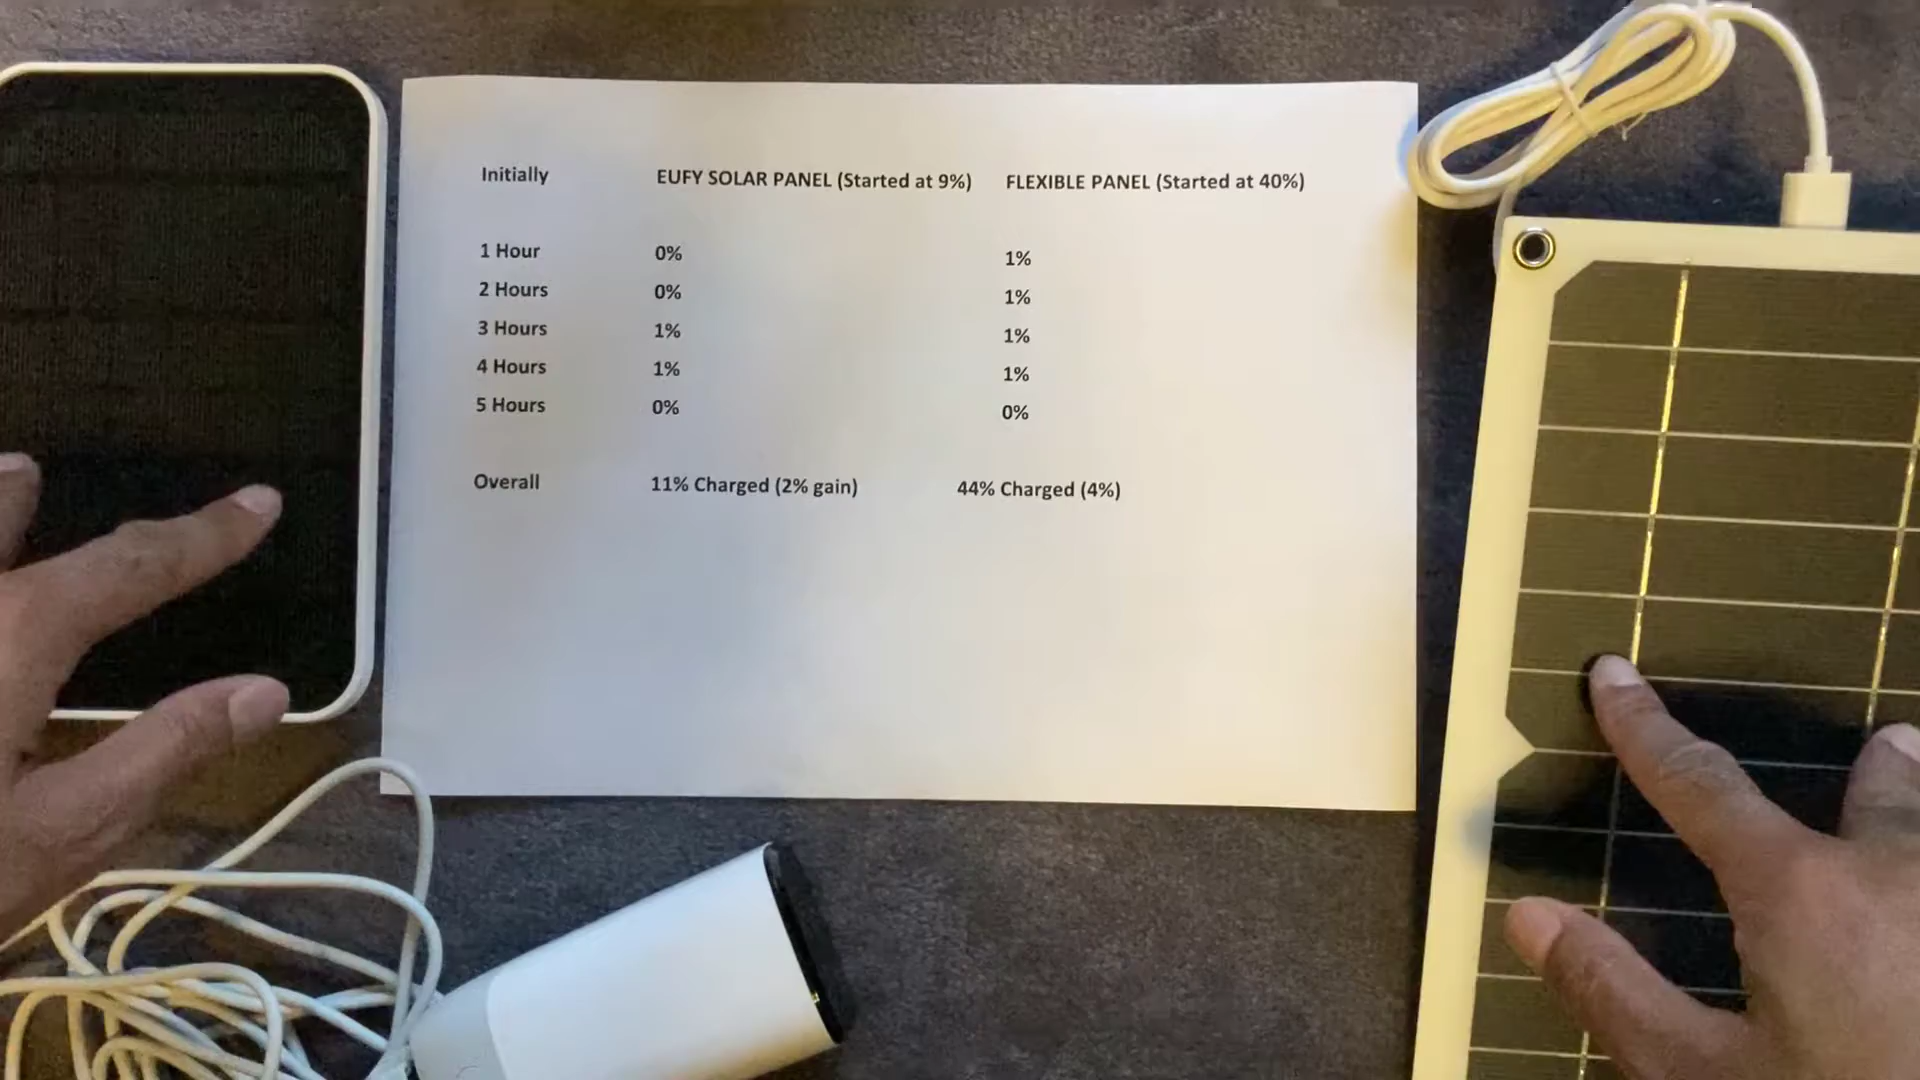 Initially EUFY SOLAR PANEL (Started at 9%) FLEXIBLE PANEL (Started at 40%)
1 Hour 0% 1%
2 Hours 0% 1%
3 Hours 1% 1%
4 Hours 1% 1%
5 Hours 0% 0%
Overall 11% Charged (2% gain) 44% Charged (4%)